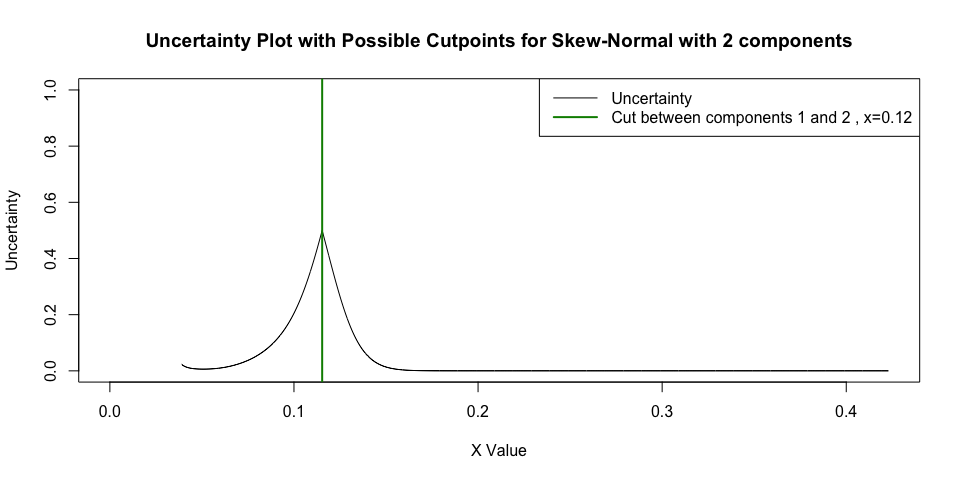 Uncertainty Plot with Possible Cutpoints for Skew-Normal with 2 components
Uncertainty
Cut between components 1 and 2 , x=0.12
Uncertainty
1.0
0.8
0.6
0.4
0.2
0.0
0.0 0.1 0.2 0.3 0.4
X Value